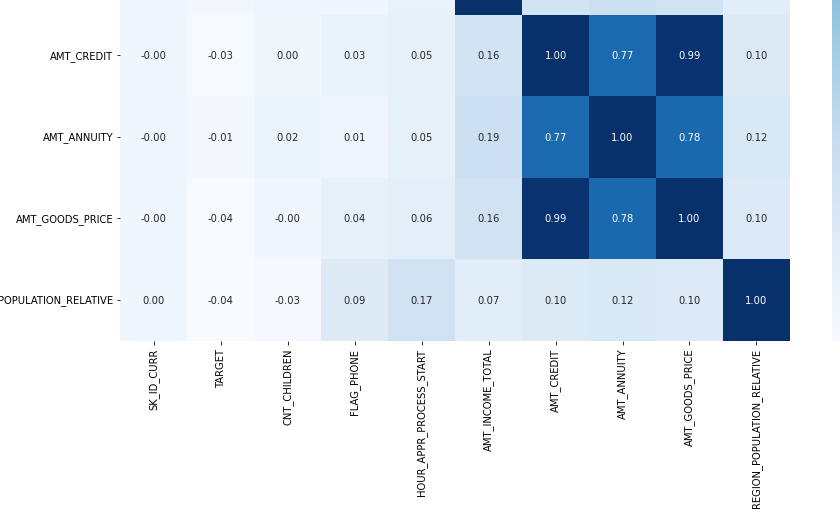 AMT_CREDIT -0.00 -0.03 0.00 0.03 0.05 0.16 1.00 0.77 0.99 0.10
AMT_ANNUITY -0.00 -0.01 0.02 0.01 0.05 0.19 0.77 1.00 0.78 0.12
AMT_GOODS_PRICE -0.00 -0.04 -0.00 0.04 0.06 0.16 0.99 0.78 1.00 0.10
POPULATION_RELATIVE 0.00 -0.04 -0.03 0.09 0.17 0.07 0.10 0.12 0.10 1.00
SK_ID_CURR
TARGET
CNT_CHILDREN
FLAG_PHONE
HOUR_APPR_PROCESS_START
AMT_INCOME_TOTAL
AMT_CREDIT
AMT_ANNUITY
AMT_GOODS_PRICE
REGION_POPULATION_RELATIVE